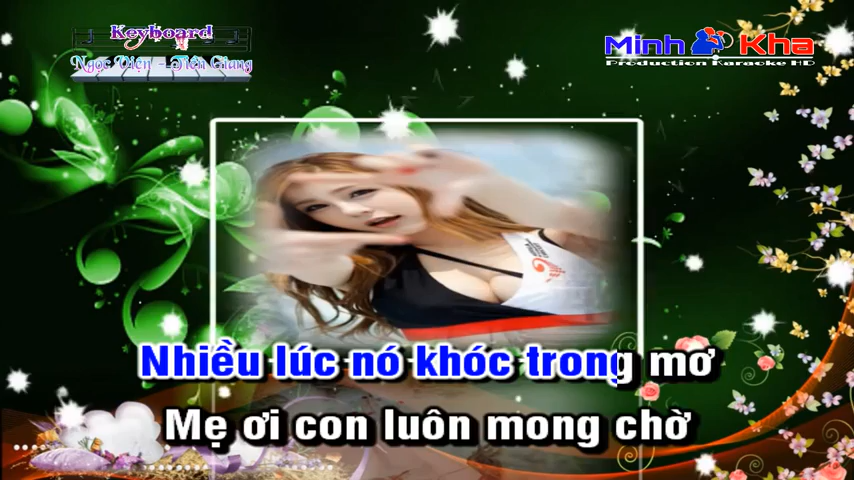 Keyboard
Ngọc Viện - Tiền Giang
Minh Kha
Production Karaoke HD
Nhiều lúc nó khóc trong mơ
Mẹ ơi con luôn mong chờ